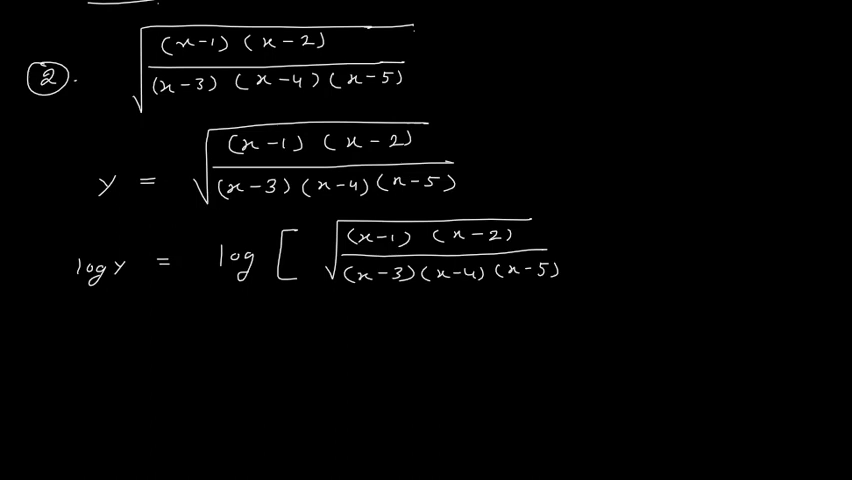 2. √((x-1) (x-2) / (x-3) (x-4) (x-5))
y = √((x-1) (x-2) / (x-3) (x-4) (x-5))
log y = log [ √((x-1) (x-2) / (x-3) (x-4) (x-5))